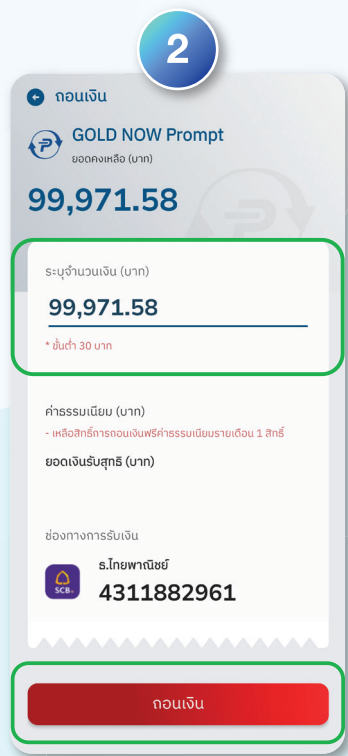 2
ถอนเงิน
GOLD NOW Prompt
ยอดคงเหลือ (บาท)
99,971.58
ระบุจำนวนเงิน (บาท)
99,971.58
* ขั้นต่ำ 30 บาท
ค่าธรรมเนียม (บาท)
- เหลือสิทธิ์การถอนเงินฟรีค่าธรรมเนียมรายเดือน 1 สิทธิ์
ยอดเงินรับสุทธิ (บาท)
ช่องทางการรับเงิน
ธ.ไทยพาณิชย์
SCB
4311882961
ถอนเงิน